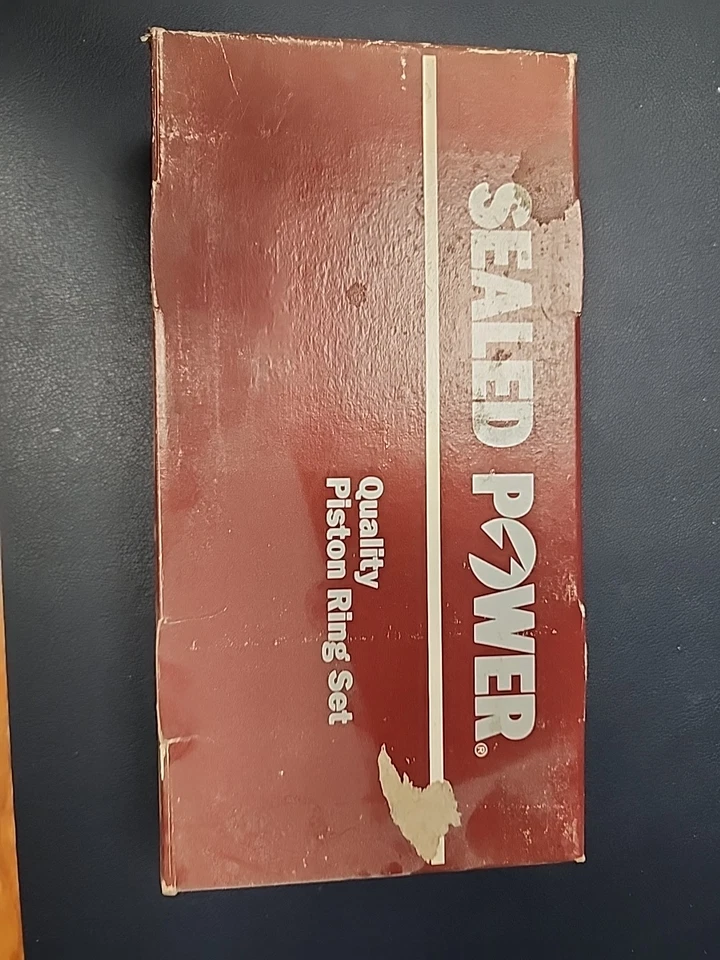 SEALED POWER®
Quality
Piston Ring Set